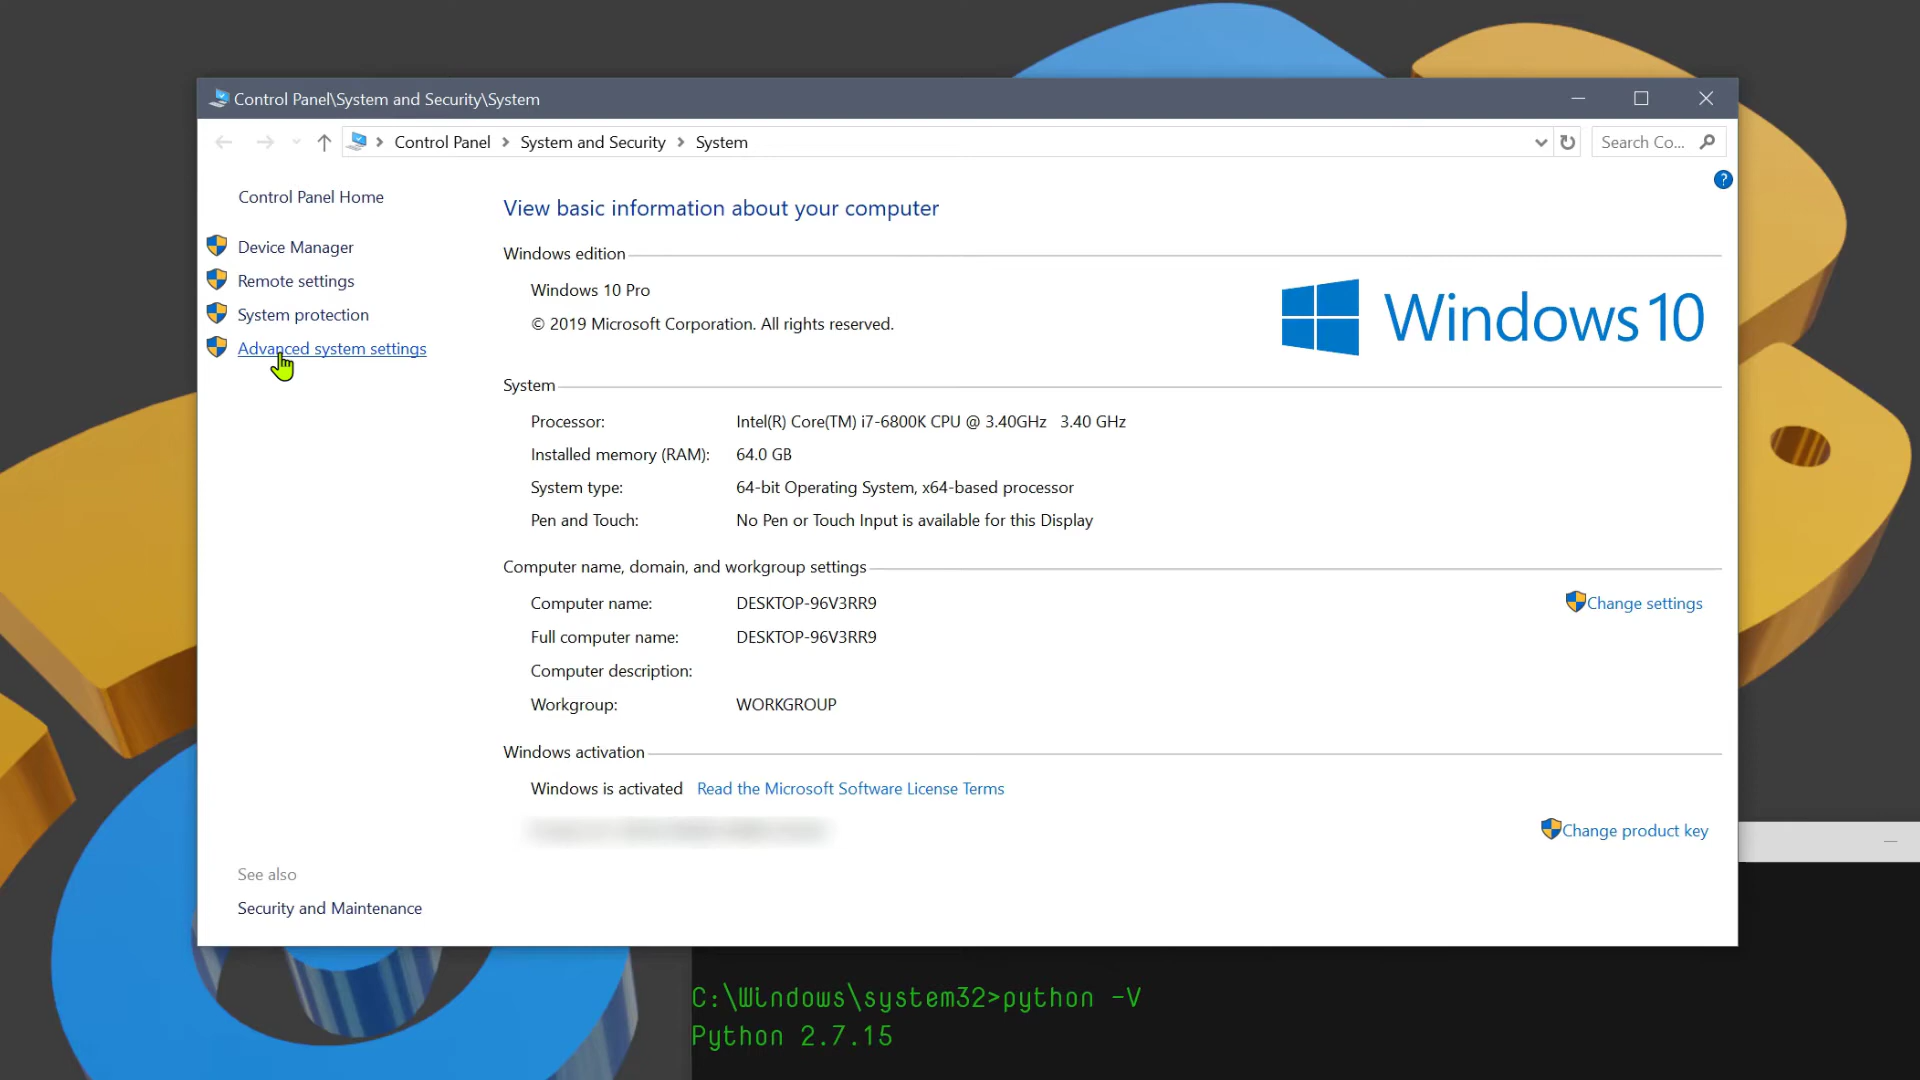 Control Panel\System and Security\System
Control Panel System and Security System
Search Co...
?
Control Panel Home
Device Manager
Remote settings
System protection
Advanced system settings
View basic information about your computer
Windows edition
Windows 10 Pro
© 2019 Microsoft Corporation. All rights reserved.
Windows 10
System
Processor: Intel(R) Core(TM) i7-6800K CPU @ 3.40GHz 3.40 GHz
Installed memory (RAM): 64.0 GB
System type: 64-bit Operating System, x64-based processor
Pen and Touch: No Pen or Touch Input is available for this Display
Computer name, domain, and workgroup settings
Computer name: DESKTOP-96V3RR9
Change settings
Full computer name: DESKTOP-96V3RR9
Computer description:
Workgroup: WORKGROUP
Windows activation
Windows is activated Read the Microsoft Software License Terms
Change product key
See also
Security and Maintenance
C:\Windows\system32>python -V
Python 2.7.15